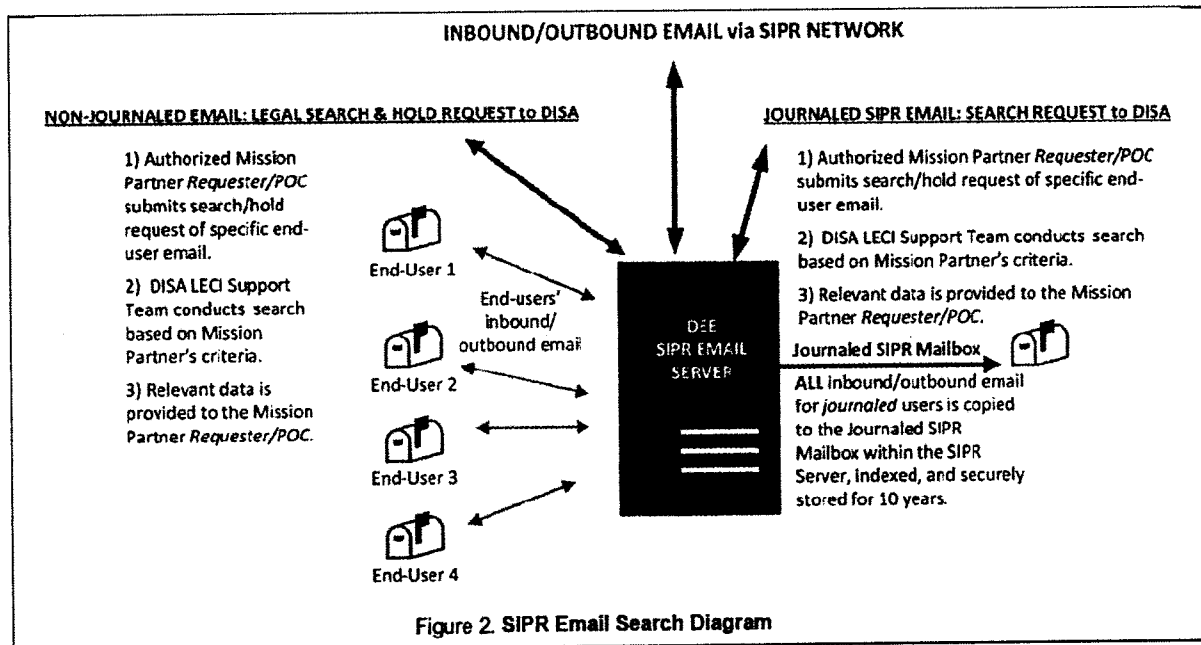 INBOUND/OUTBOUND EMAIL via SIPR NETWORK
NON-JOURNALED EMAIL: LEGAL SEARCH & HOLD REQUEST to DISA
1) Authorized Mission
Partner Requester/POC
submits search/hold
request of specific end-
user email.
2) DISA LECI Support
Team conducts search
based on Mission
Partner's criteria.
3) Relevant data is
provided to the Mission
Partner Requester/POC.
End-User 1
End-User 2
End-User 3
End-User 4
End-users'
inbound/
outbound email
DEE
SIPR EMAIL
SERVER
JOURNALED SIPR EMAIL: SEARCH REQUEST to DISA
1) Authorized Mission Partner Requester/POC
submits search/hold request of specific end-
user email.
2) DISA LECI Support Team conducts search
based on Mission Partner's criteria.
3) Relevant data is provided to the Mission
Partner Requester/POC.
Journaled SIPR Mailbox
ALL inbound/outbound email
for journaled users is copied
to the Journaled SIPR
Mailbox within the SIPR
Server, indexed, and securely
stored for 10 years.
Figure 2. SIPR Email Search Diagram